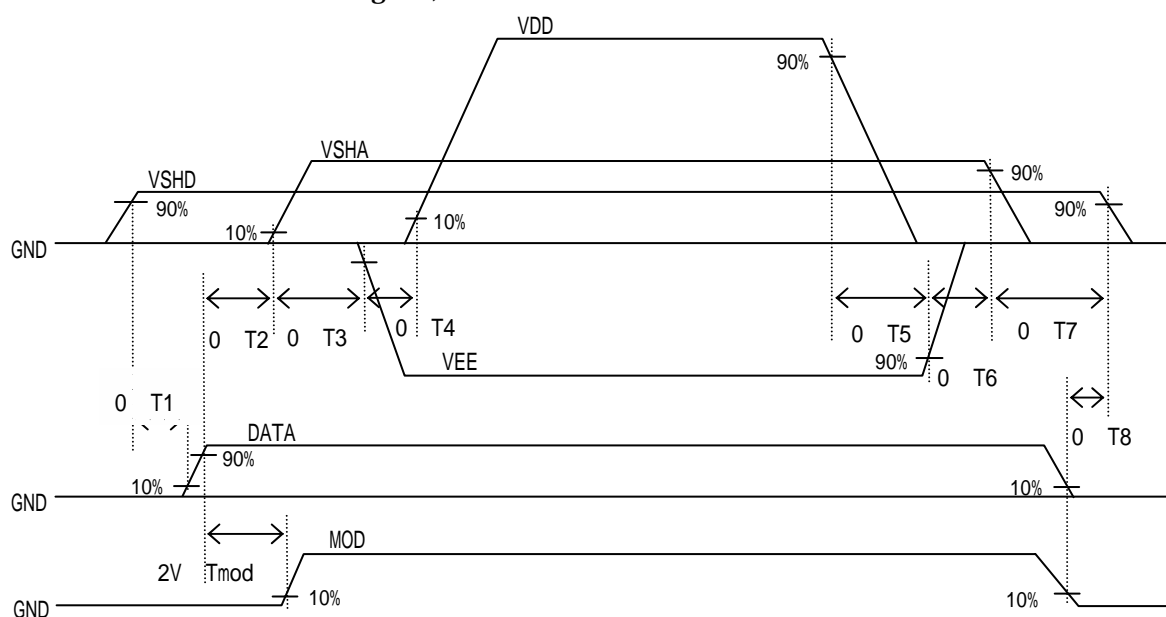 VDD
90%
VSHA
VSHD
90%
90%
10%
10%
90%
GND
0 T2
0 T3
0 T4
0 T5
0 T7
VEE
90%
0 T6
0 T1
0 T8
DATA
90%
10%
10%
GND
MOD
2V Tmod
10%
10%
GND